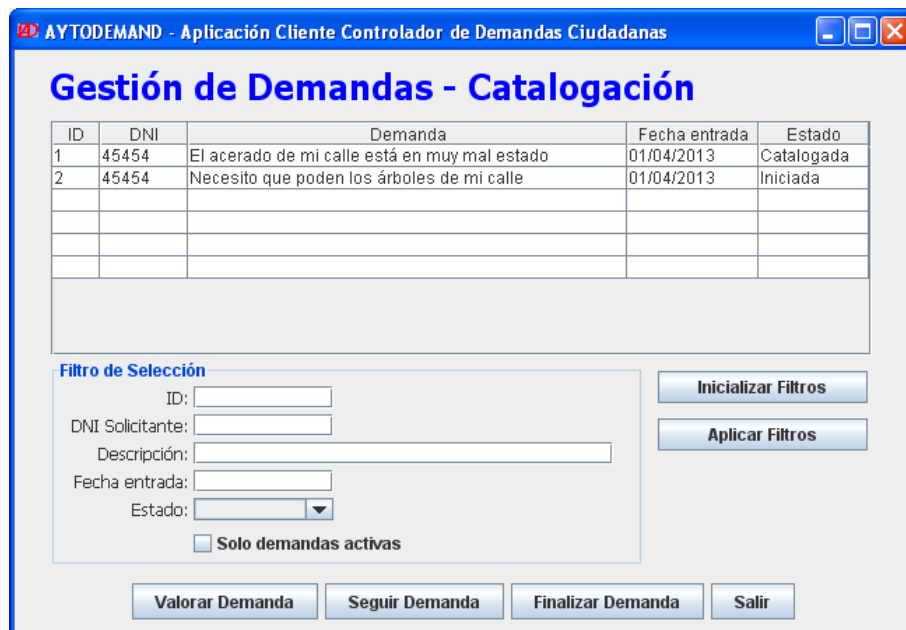 AYTODEMAND - Aplicación Cliente Controlador de Demandas Ciudadanas
Gestión de Demandas - Catalogación
ID DNI Demanda Fecha entrada Estado
1 45454 El acerado de mi calle está en muy mal estado 01/04/2013 Catalogada
2 45454 Necesito que poden los árboles de mi calle 01/04/2013 Iniciada
Filtro de Selección
ID:
Inicializar Filtros
DNI Solicitante:
Aplicar Filtros
Descripción:
Fecha entrada:
Estado:
Solo demandas activas
Valorar Demanda Seguir Demanda Finalizar Demanda Salir